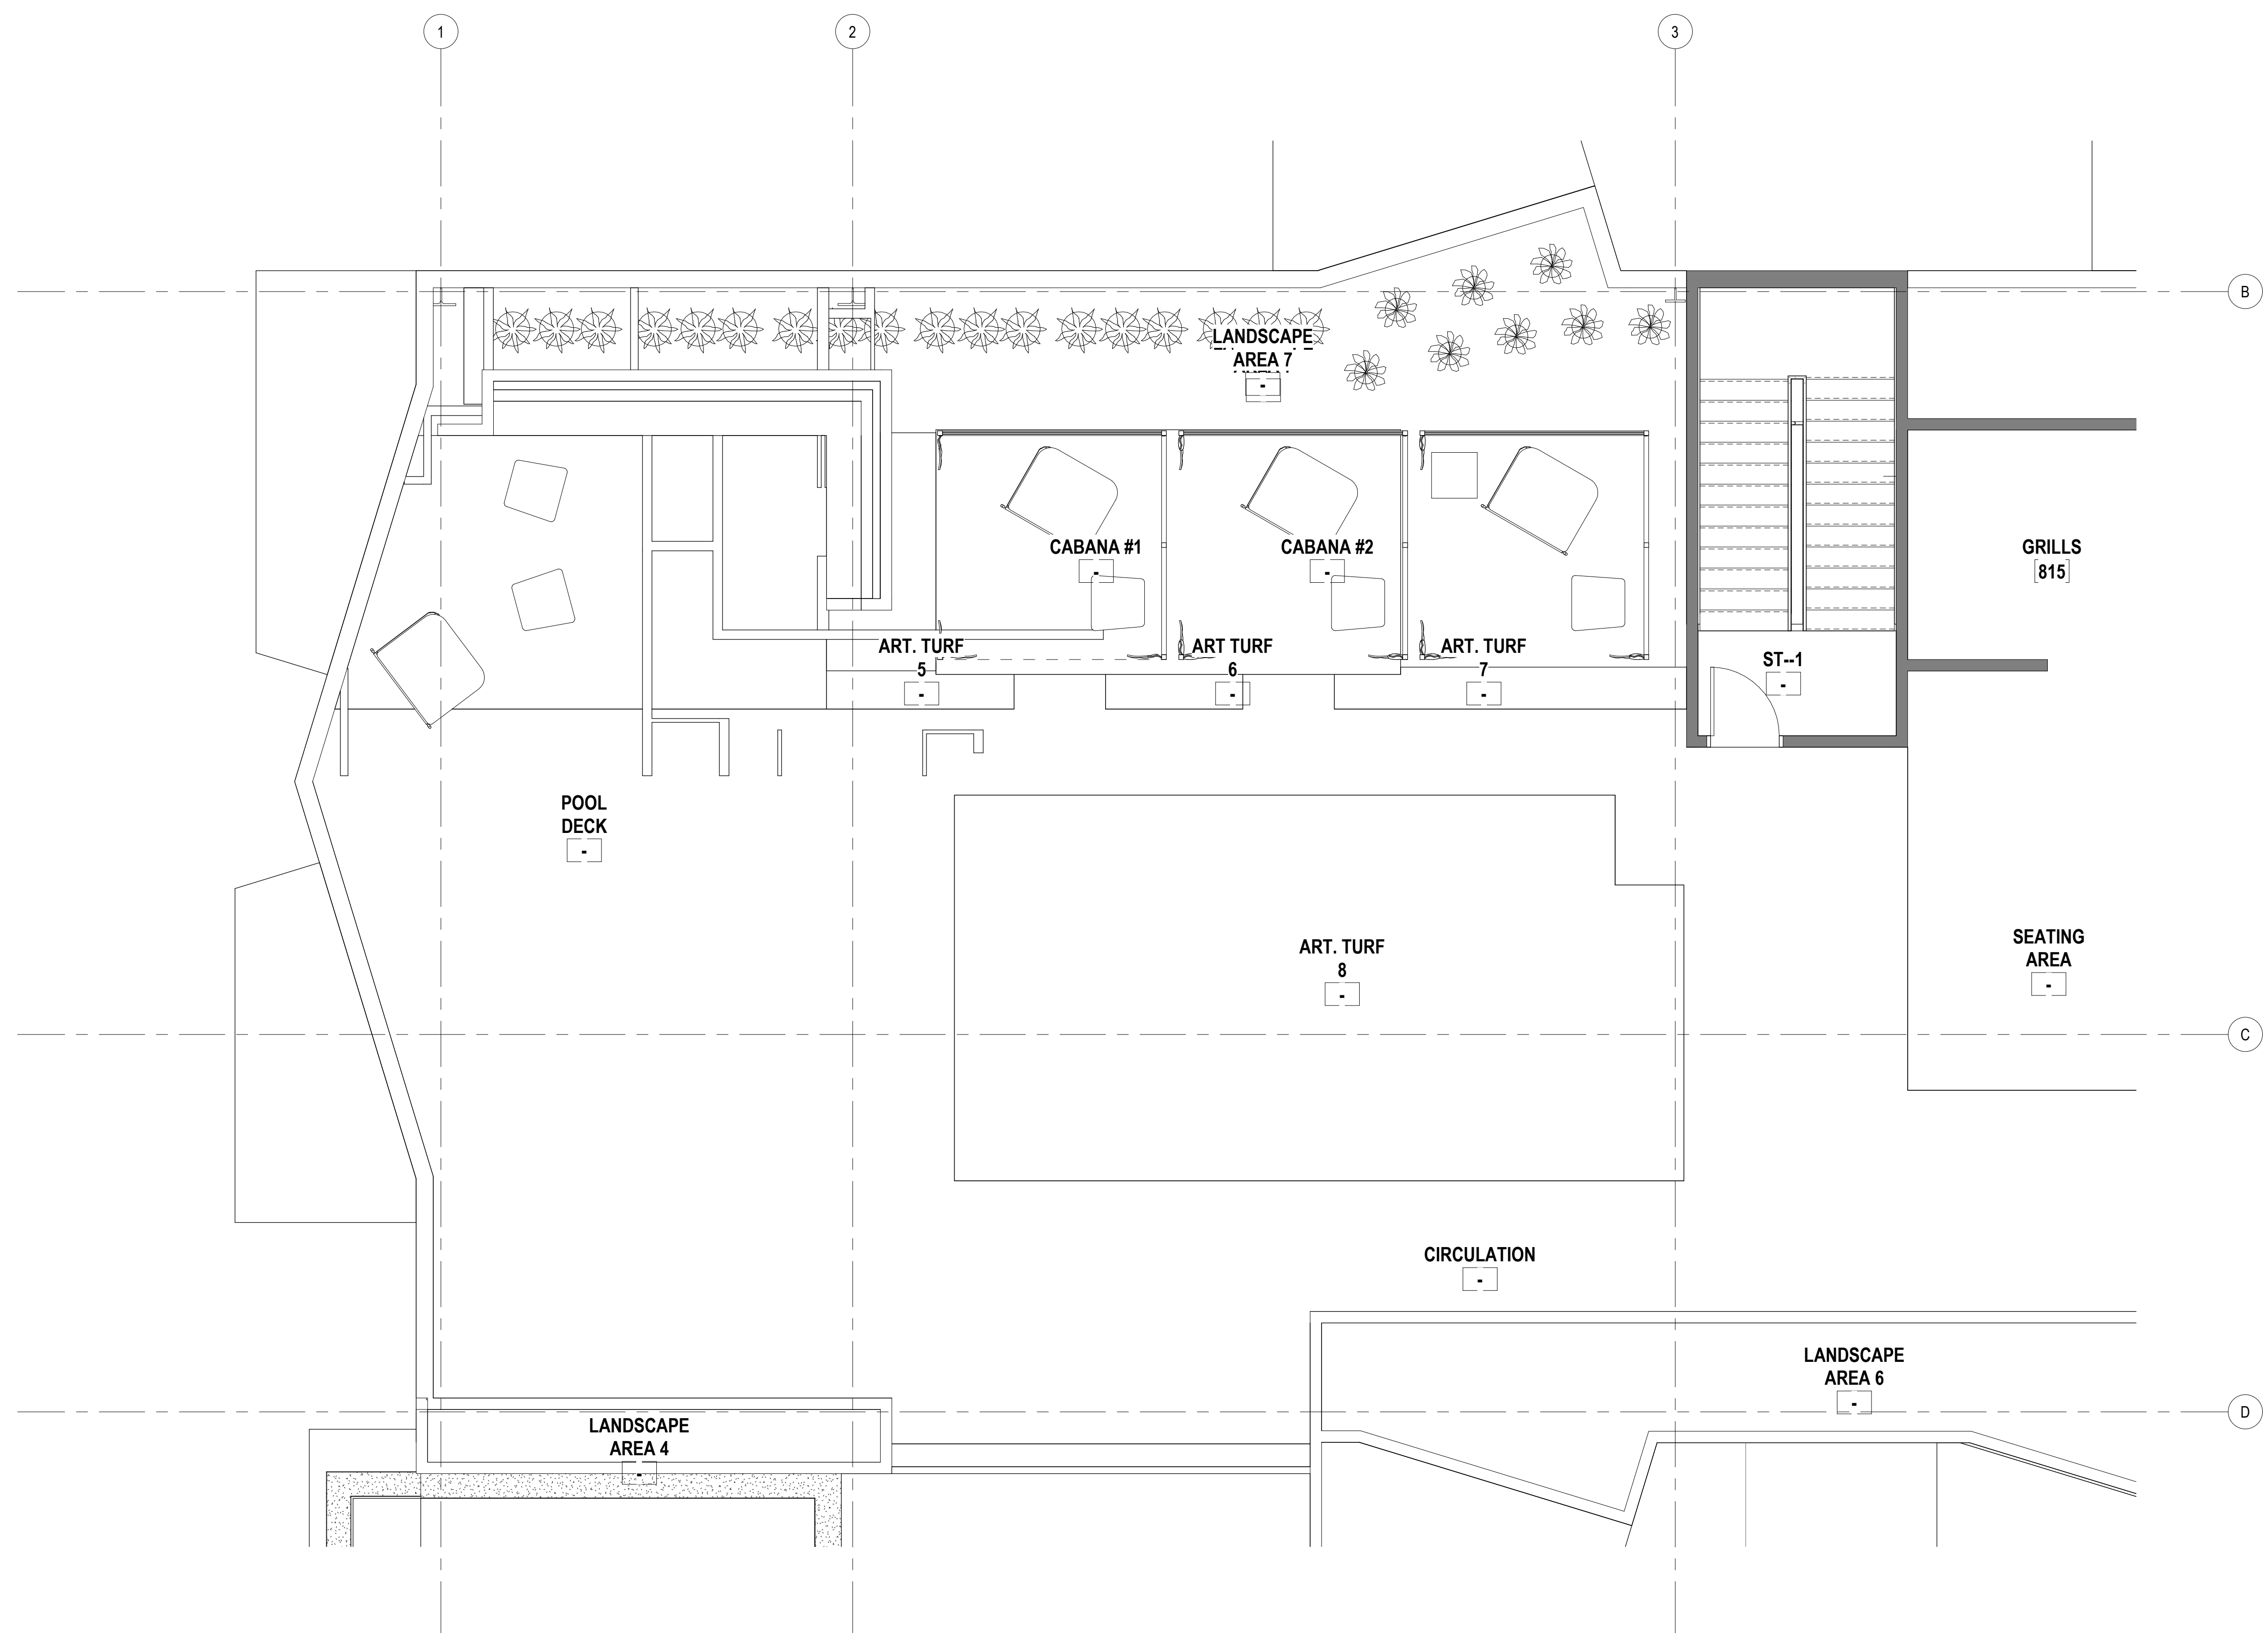 1
2
3
B
LANDSCAPE
AREA 7
-
CABANA #1
-
CABANA #2
-
GRILLS
815
ART. TURF
5
-
ART TURF
6
-
ART. TURF
7
-
ST--1
-
POOL
DECK
-
ART. TURF
8
-
SEATING
AREA
-
C
CIRCULATION
-
LANDSCAPE
AREA 6
-
D
LANDSCAPE
AREA 4
-